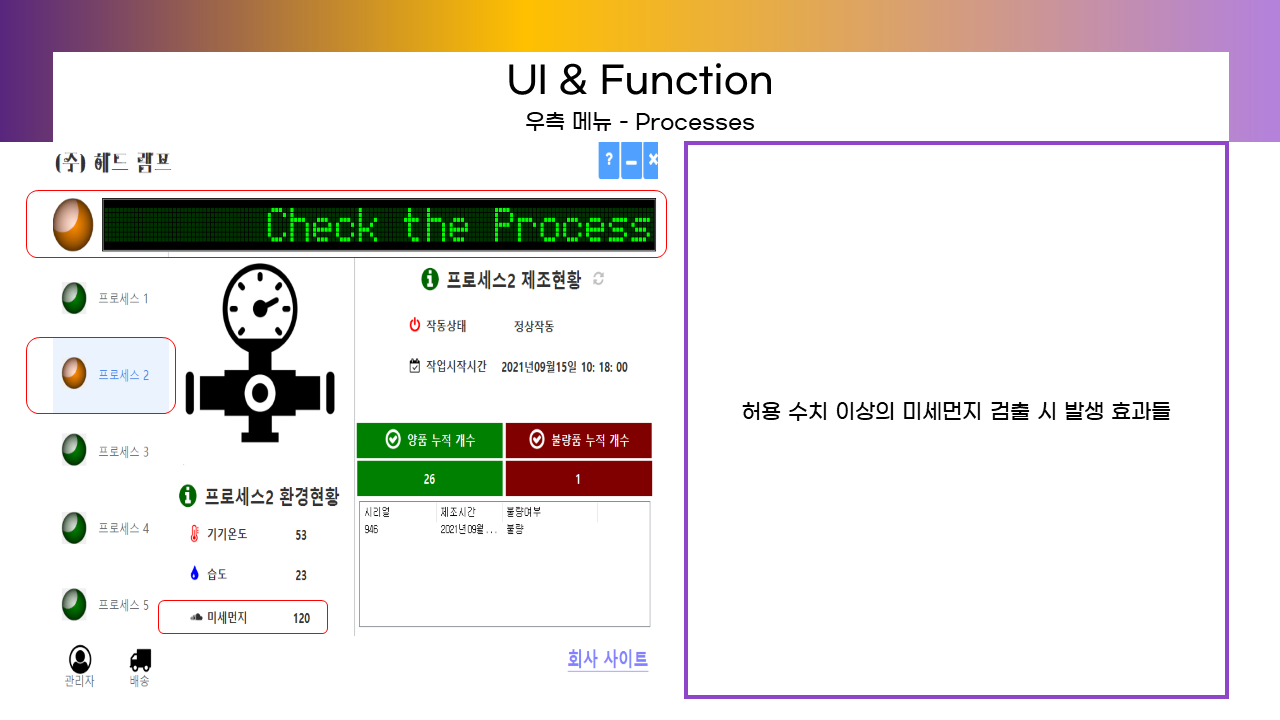 UI & Function
우측 메뉴 - Processes
(주) 헤드 램프
? - x
Check the Process
프로세스 1
프로세스 2
프로세스 3
프로세스 4
프로세스 5
관리자
배송
프로세스2 환경현황
기기온도 53
습도 23
미세먼지 120
프로세스2 제조현황
작동상태 정상작동
작업시작시간 2021년09월15일 10: 18: 00
양품 누적 개수 불량품 누적 개수
26 1
시리얼 제조시간 불량여부
946 2021년09월... 불량
회사 사이트
허용 수치 이상의 미세먼지 검출 시 발생 효과들